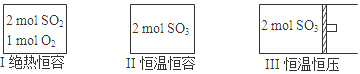 2 mol SO₂
1 mol O₂
I 绝热恒容
2 mol SO₃
II 恒温恒容
2 mol SO₃
III 恒温恒压